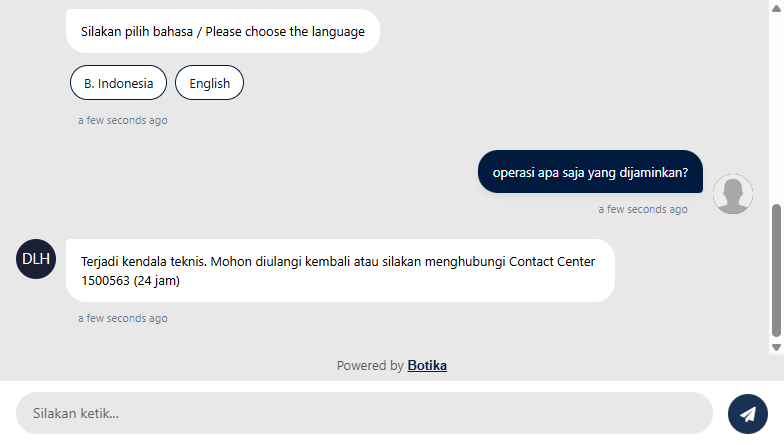 Silakan pilih bahasa / Please choose the language
B. Indonesia
English
a few seconds ago
operasi apa saja yang dijaminkan?
a few seconds ago
DLH
Terjadi kendala teknis. Mohon diulangi kembali atau silakan menghubungi Contact Center
1500563 (24 jam)
a few seconds ago
Powered by Botika
Silakan ketik...